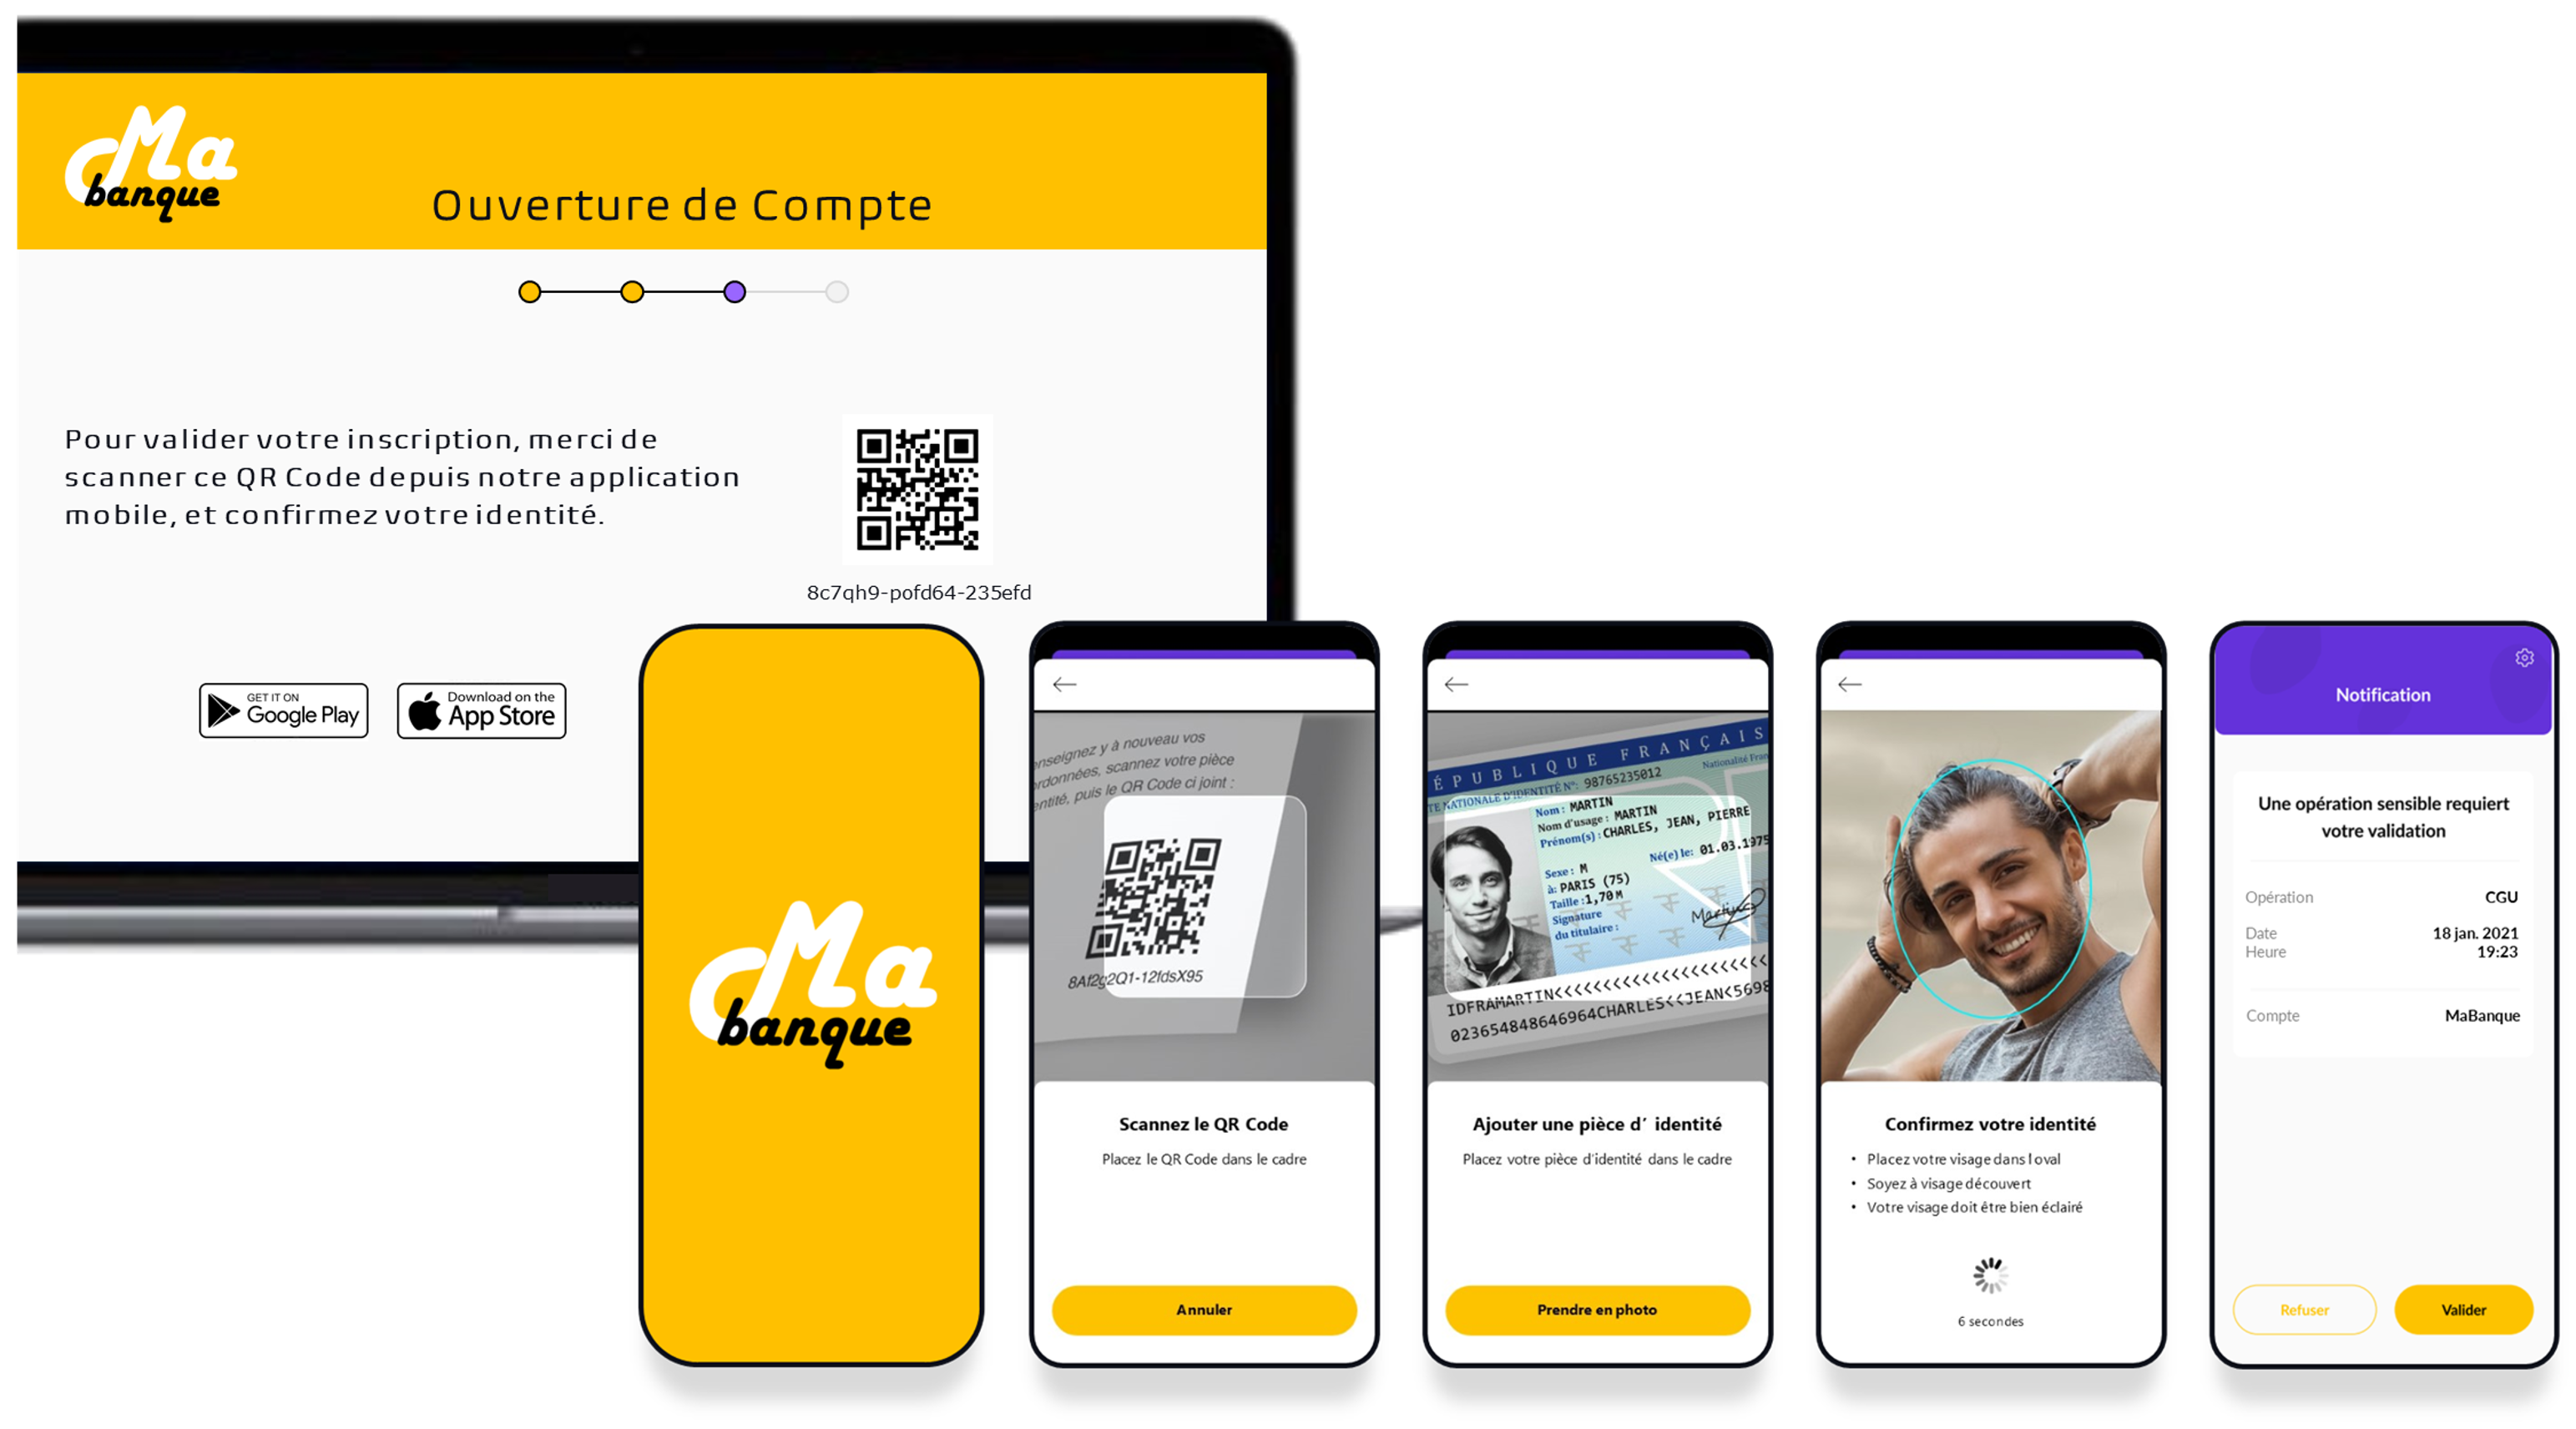 Ma
banque
Ouverture de Compte
Pour valider votre inscription, merci de
scanner ce QR Code depuis notre application
mobile, et confirmez votre identité.
8c7qh9-pofd64-235efd
GET IT ON
Google Play
Download on the
App Store
Ma
banque
enseignez y à nouveau vos
ordonnées, scannez votre pièce
entité, puis le QR Code ci joint :
8Af2g2Q1-12fdsX95
Scannez le QR Code
Placez le QR Code dans le cadre
Annuler
ÉPUBLIQUE FRANÇAIS
TE NATIONALE D'IDENTITÉ N°: 98765235012
Nationalité Fran
Nom : MARTIN
Nom d'usage : MARTIN
Prénom(s) : CHARLES, JEAN, PIERRE
Né(e) le: 01.03.1975
Sexe : M
à: PARIS (75)
Taille :1,70M
Signature
du titulaire :
Martin
IDFRAMARTIN<<<<<<<<<<<<<<<<<<<
023654848646964CHARLES<<JEAN<5698
Ajouter une pièce d´ identité
Placez votre pièce d'identité dans le cadre
Prendre en photo
Confirmez votre identité
• Placez votre visage dans l oval
• Soyez à visage découvert
• Votre visage doit être bien éclairé
6 secondes
Notification
Une opération sensible requiert
votre validation
Opération CGU
Date 18 jan. 2021
Heure 19:23
Compte MaBanque
Refuser Valider